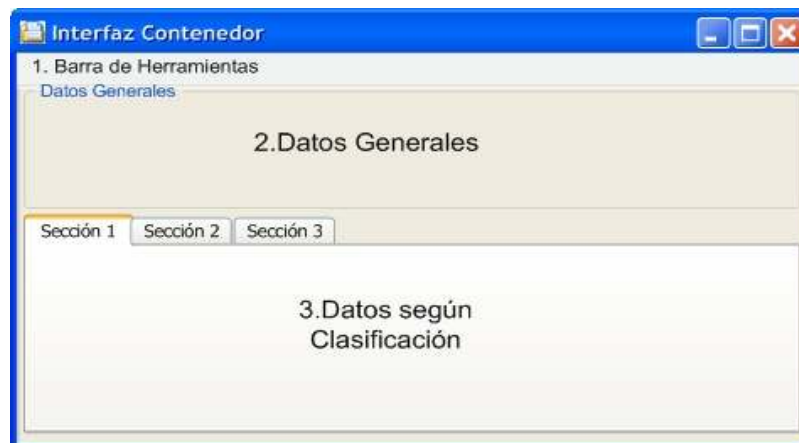 Interfaz Contenedor
1. Barra de Herramientas
Datos Generales
2.Datos Generales
Sección 1 Sección 2 Sección 3
3.Datos según
Clasificación